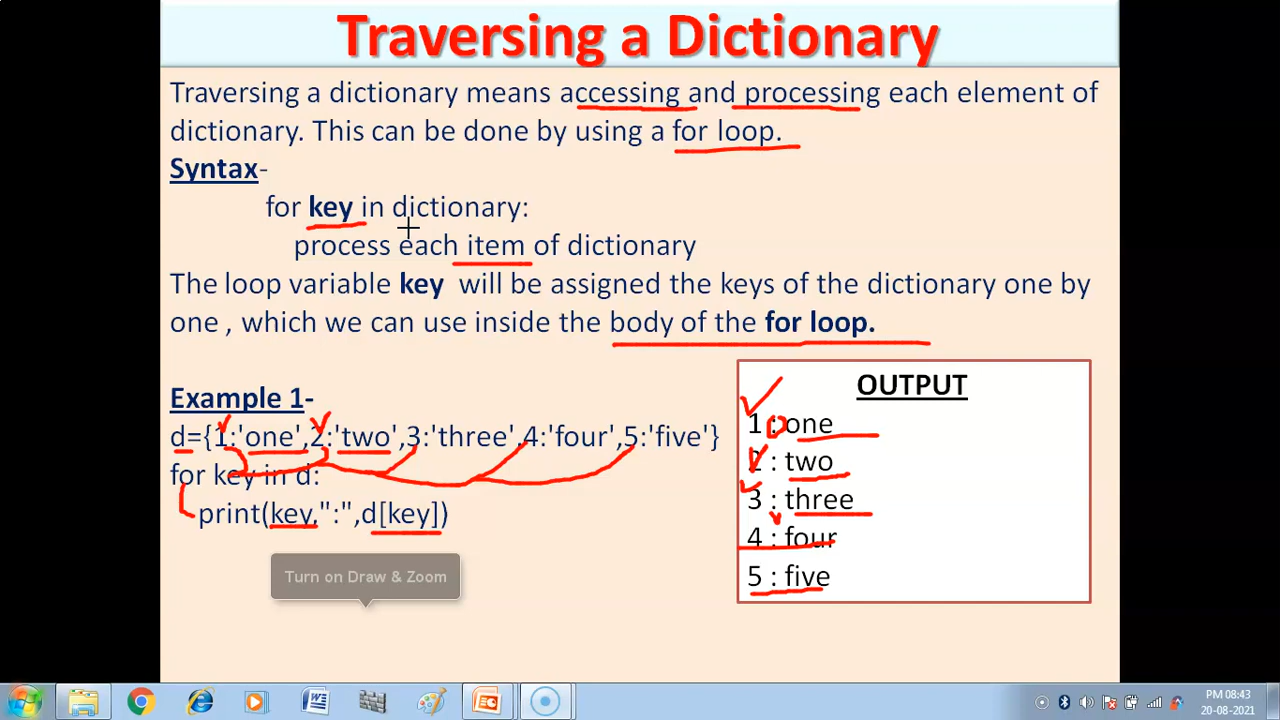 Traversing a Dictionary
Traversing a dictionary means accessing and processing each element of
dictionary. This can be done by using a for loop.
Syntax-
for key in dictionary:
process each item of dictionary
The loop variable key will be assigned the keys of the dictionary one by
one , which we can use inside the body of the for loop.
Example 1-
d={1:'one',2:'two',3:'three',4:'four',5:'five'}
for key in d:
print(key,":",d[key])
OUTPUT
1 : one
2 : two
3 : three
4 : four
5 : five
Turn on Draw & Zoom
PM 08:43
20-08-2021